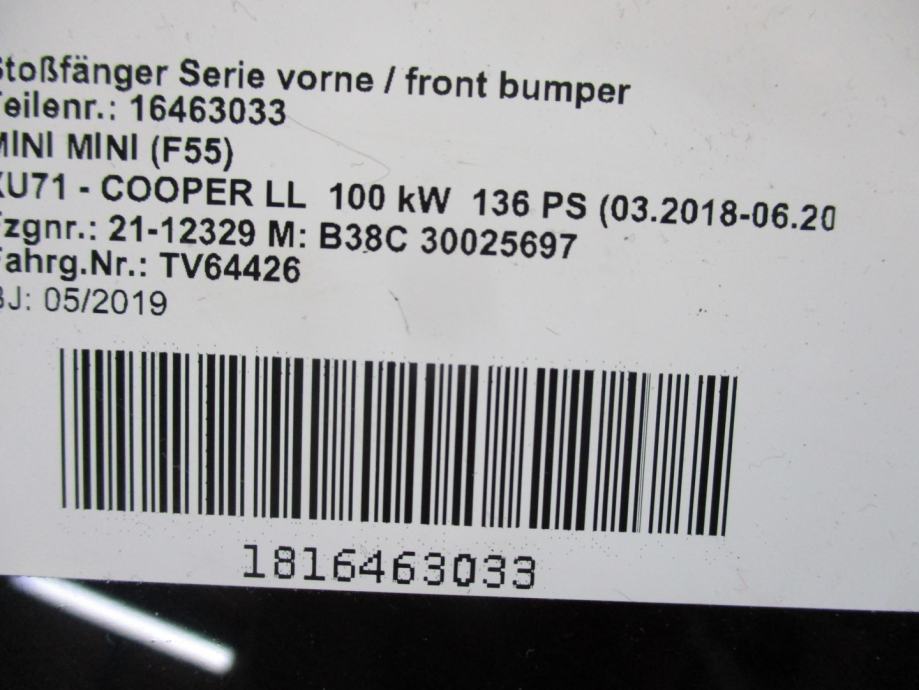 Stoßfänger Serie vorne / front bumper
Teilenr.: 16463033
MINI MINI (F55)
XU71 - COOPER LL 100 kW 136 PS (03.2018-06.20
Fzgnr.: 21-12329 M: B38C 30025697
Fahrg.Nr.: TV64426
BJ: 05/2019
1816463033